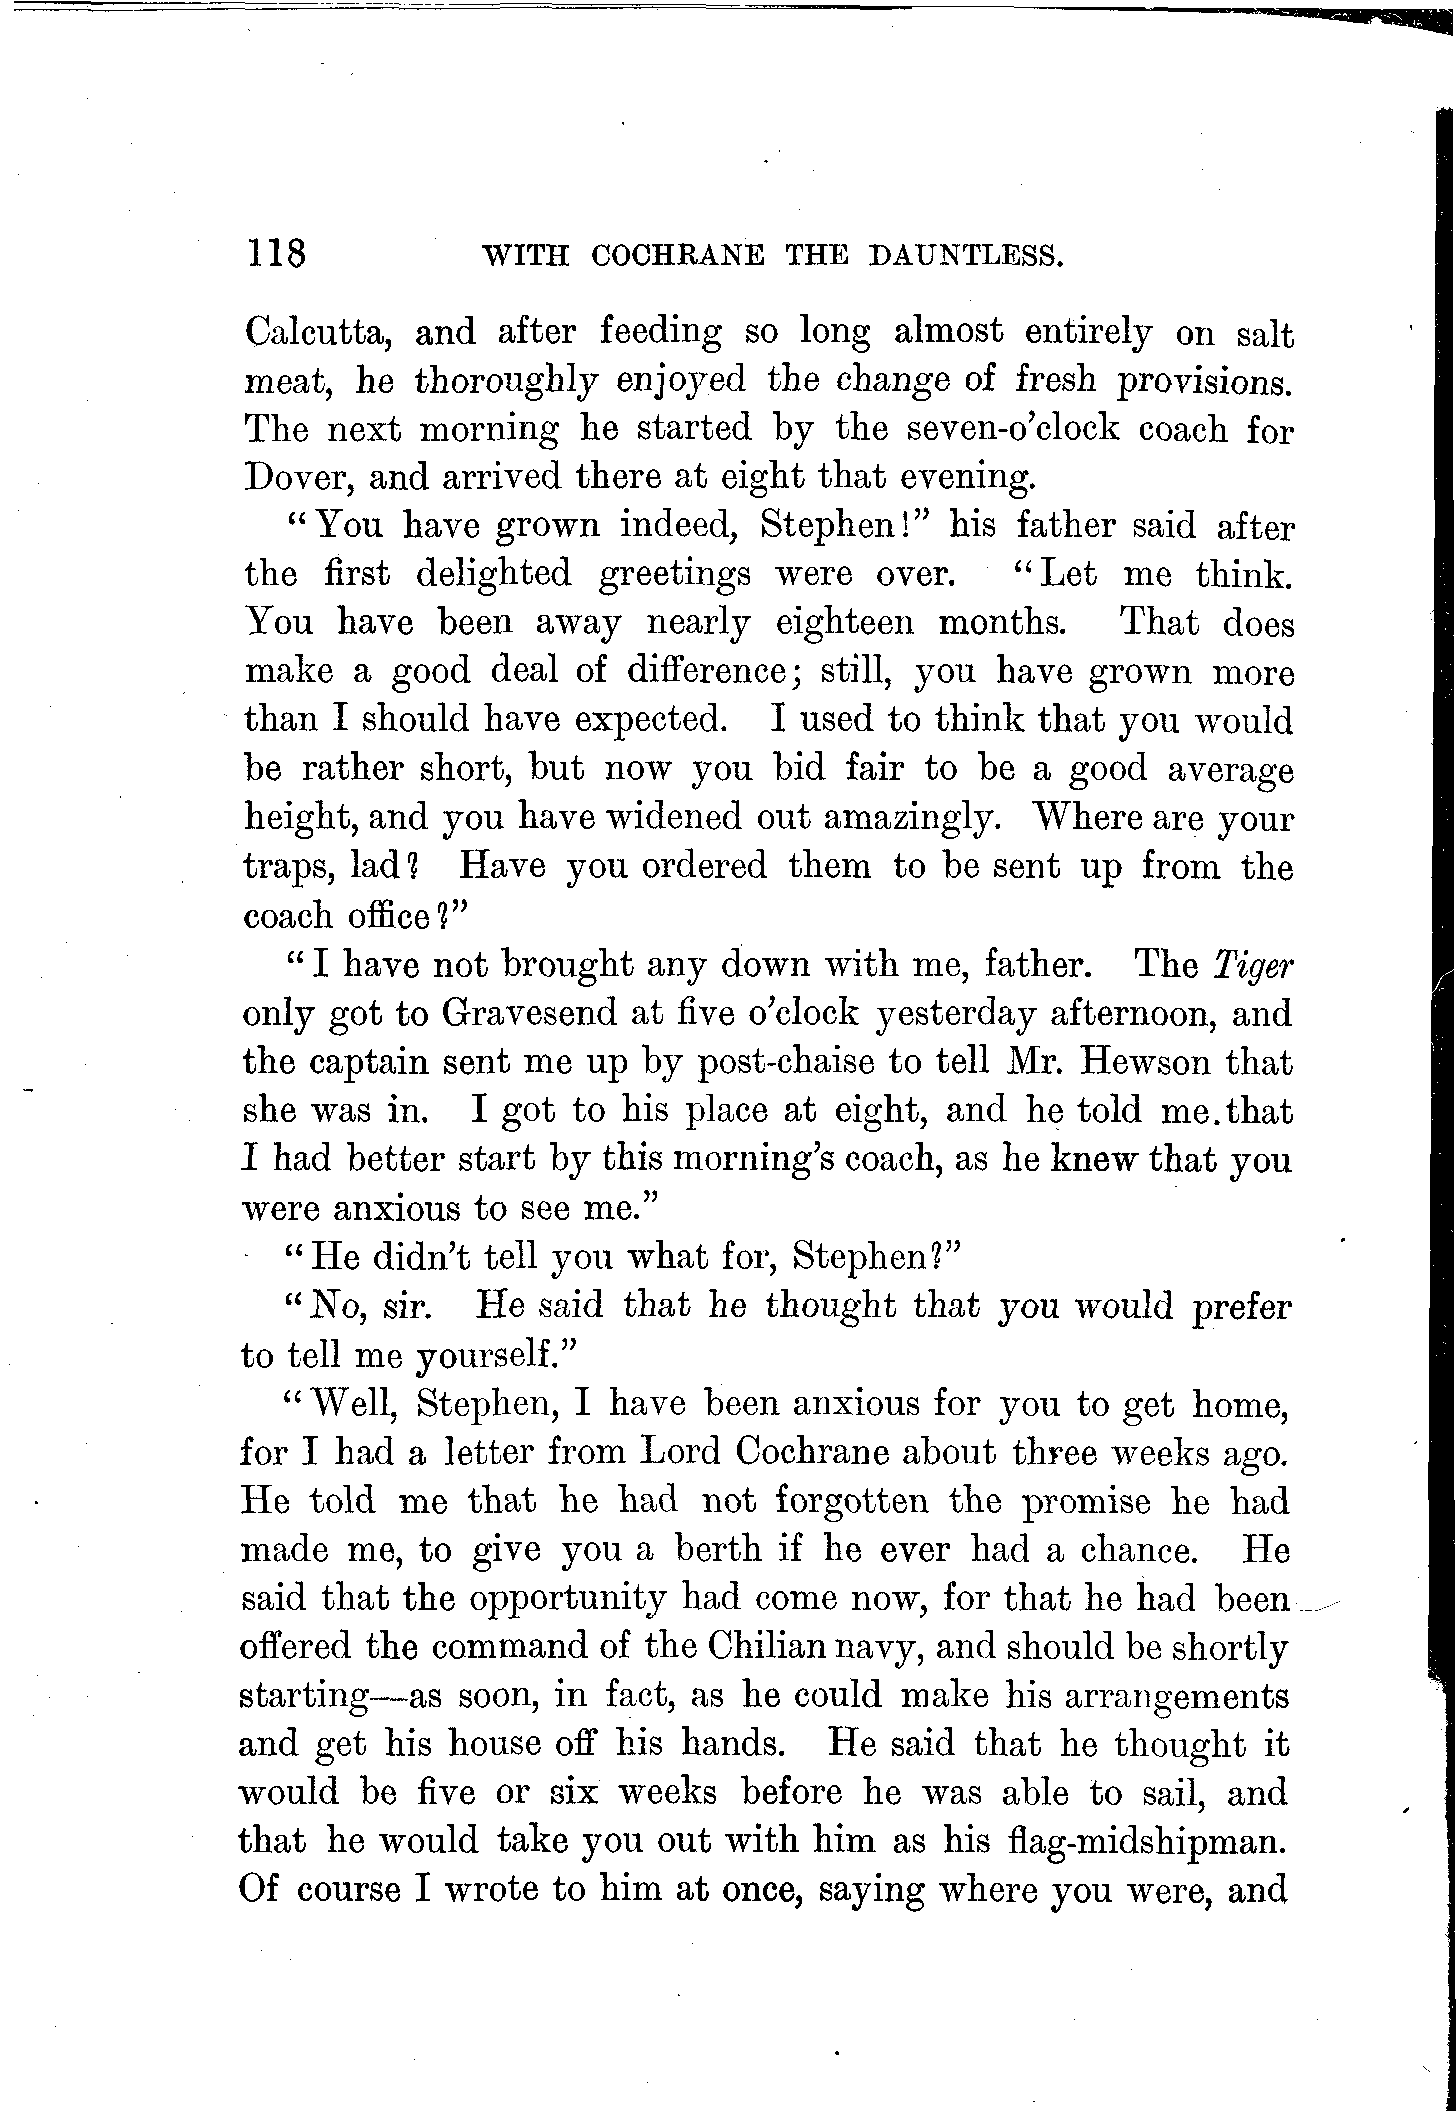 118 WITH COCHRANE THE DAUNTLESS.
Calcutta, and after feeding so long almost entirely on salt
meat, he thoroughly enjoyed the change of fresh provisions.
The next morning he started by the seven-o'clock coach for
Dover, and arrived there at eight that evening.
"You have grown indeed, Stephen!" his father said after
the first delighted greetings were over. "Let me think.
You have been away nearly eighteen months. That does
make a good deal of difference; still, you have grown more
than I should have expected. I used to think that you would
be rather short, but now you bid fair to be a good average
height, and you have widened out amazingly. Where are your
traps, lad? Have you ordered them to be sent up from the
coach office?"
"I have not brought any down with me, father. The Tiger
only got to Gravesend at five o'clock yesterday afternoon, and
the captain sent me up by post-chaise to tell Mr. Hewson that
she was in. I got to his place at eight, and he told me that
I had better start by this morning's coach, as he knew that you
were anxious to see me."
"He didn't tell you what for, Stephen?"
"No, sir. He said that he thought that you would prefer
to tell me yourself."
"Well, Stephen, I have been anxious for you to get home,
for I had a letter from Lord Cochrane about three weeks ago.
He told me that he had not forgotten the promise he had
made me, to give you a berth if he ever had a chance. He
said that the opportunity had come now, for that he had been
offered the command of the Chilian navy, and should be shortly
starting—as soon, in fact, as he could make his arrangements
and get his house off his hands. He said that he thought it
would be five or six weeks before he was able to sail, and
that he would take you out with him as his flag-midshipman.
Of course I wrote to him at once, saying where you were, and